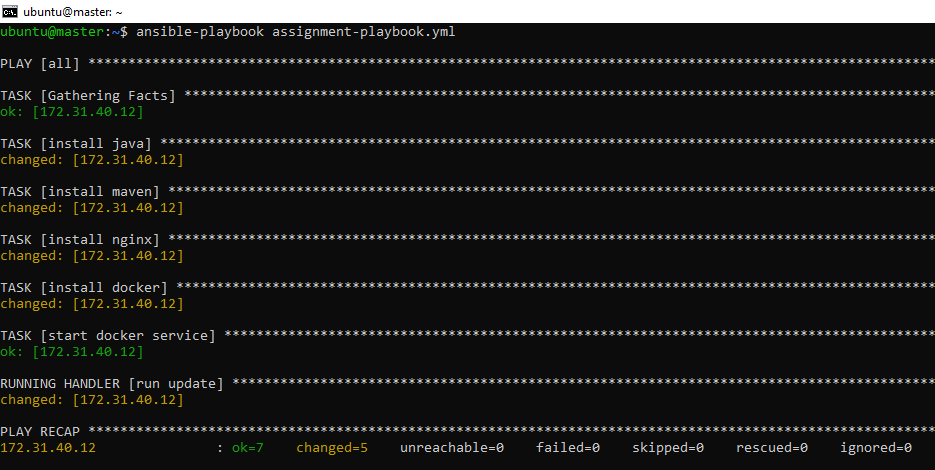 ubuntu@master: ~
ubuntu@master:~$ ansible-playbook assignment-playbook.yml
PLAY [all] **********************************************************************************************************
TASK [Gathering Facts] **********************************************************************************************
ok: [172.31.40.12]
TASK [install java] *************************************************************************************************
changed: [172.31.40.12]
TASK [install maven] ************************************************************************************************
changed: [172.31.40.12]
TASK [install nginx] ************************************************************************************************
changed: [172.31.40.12]
TASK [install docker] ***********************************************************************************************
changed: [172.31.40.12]
TASK [start docker service] *****************************************************************************************
ok: [172.31.40.12]
RUNNING HANDLER [run update] ****************************************************************************************
changed: [172.31.40.12]
PLAY RECAP **********************************************************************************************************
172.31.40.12               : ok=7    changed=5    unreachable=0    failed=0    skipped=0    rescued=0    ignored=0